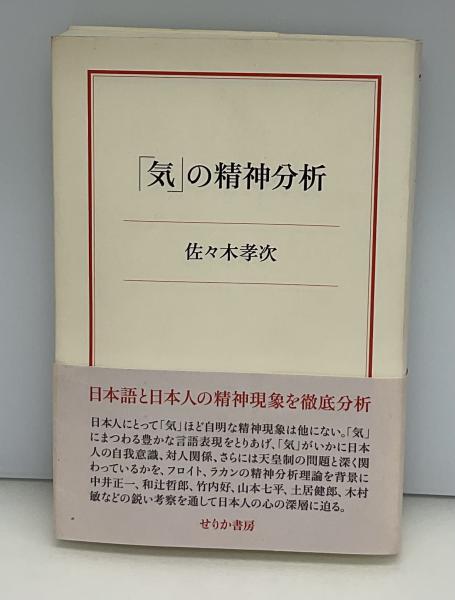 「気」の精神分析
佐々木孝次
日本語と日本人の精神現象を徹底分析
日本人にとって「気」ほど自明な精神現象は他にない。「気」
にまつわる豊かな言語表現をとりあげ、「気」がいかに日本
人の自我意識、対人関係、さらには天皇制の問題と深く関
わっているかを、フロイト、ラカンの精神分析理論を背景に
中井正一、和辻哲郎、竹内好、山本七平、土居健郎、木村
敏などの鋭い考察を通して日本人の心の深層に迫る。
せりか書房